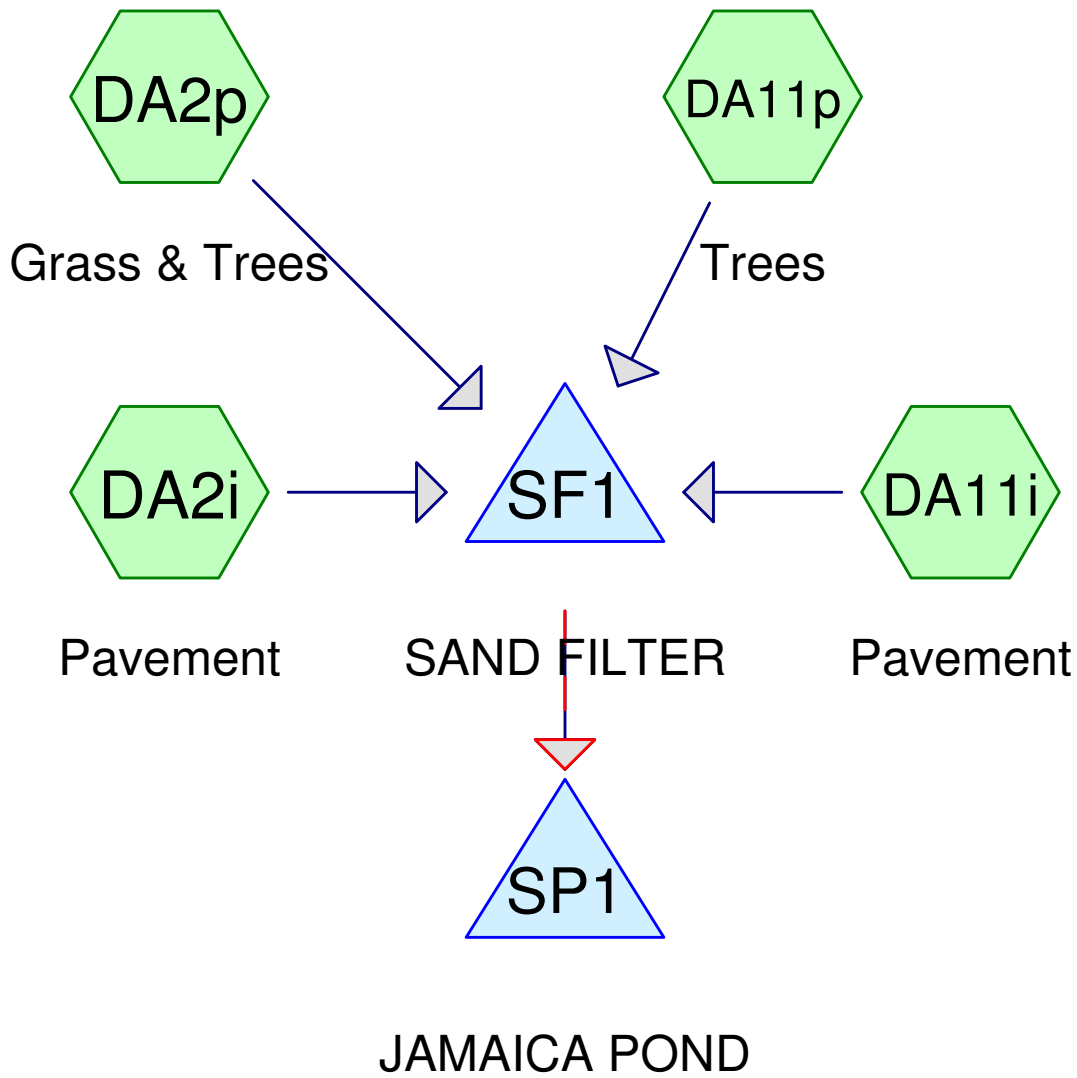 DA2p
DA11p
Grass & Trees
Trees
DA2i
SF1
DA11i
Pavement
SAND FILTER
Pavement
SP1
JAMAICA POND